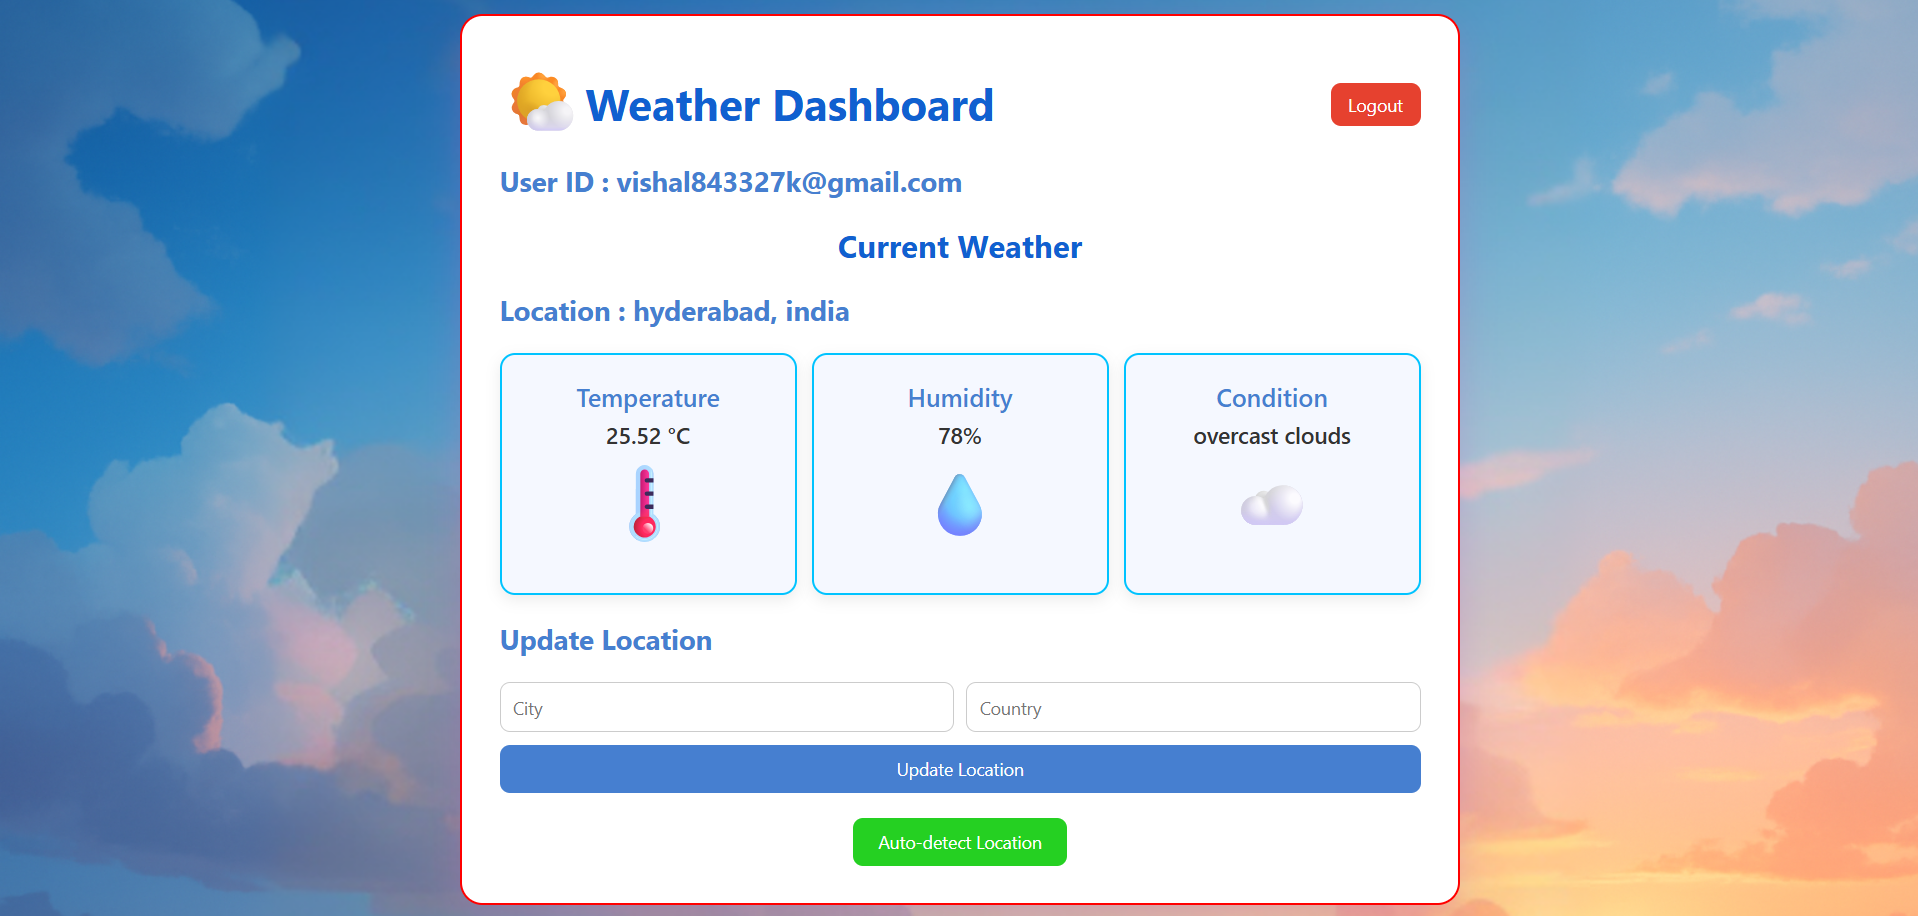 Weather Dashboard
Logout
User ID : vishal843327k@gmail.com
Current Weather
Location : hyderabad, india
Temperature
25.52 °C
Humidity
78%
Condition
overcast clouds
Update Location
City
Country
Update Location
Auto-detect Location